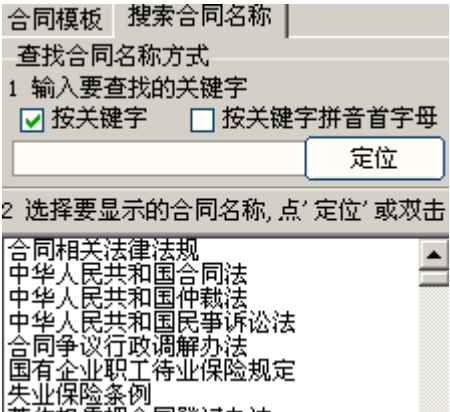 合同模板 搜索合同名称
查找合同名称方式
1 输入要查找的关键字
按关键字 按关键字拼音首字母
定位
2 选择要显示的合同名称,点'定位'或双击
合同相关法律法规
中华人民共和国合同法
中华人民共和国仲裁法
中华人民共和国民事诉讼法
合同争议行政调解办法
国有企业职工待业保险规定
失业保险条例